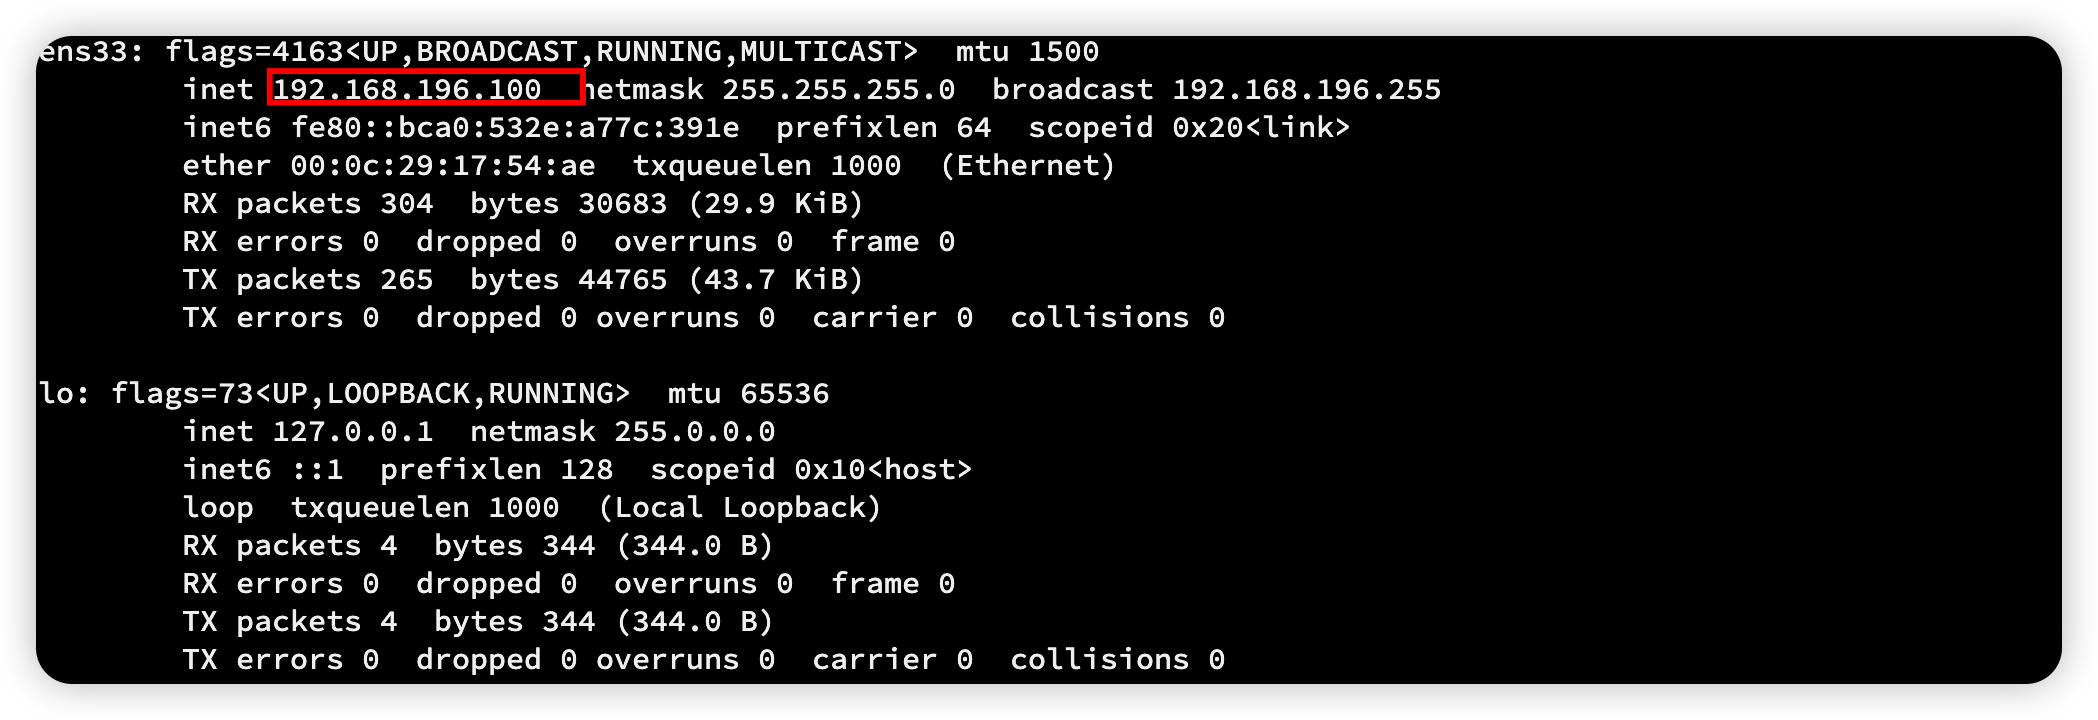 ens33: flags=4163<UP,BROADCAST,RUNNING,MULTICAST>  mtu 1500
inet 192.168.196.100  netmask 255.255.255.0  broadcast 192.168.196.255
inet6 fe80::bca0:532e:a77c:391e  prefixlen 64  scopeid 0x20<link>
ether 00:0c:29:17:54:ae  txqueuelen 1000  (Ethernet)
RX packets 304  bytes 30683 (29.9 KiB)
RX errors 0  dropped 0  overruns 0  frame 0
TX packets 265  bytes 44765 (43.7 KiB)
TX errors 0  dropped 0 overruns 0  carrier 0  collisions 0
lo: flags=73<UP,LOOPBACK,RUNNING>  mtu 65536
inet 127.0.0.1  netmask 255.0.0.0
inet6 ::1  prefixlen 128  scopeid 0x10<host>
loop  txqueuelen 1000  (Local Loopback)
RX packets 4  bytes 344 (344.0 B)
RX errors 0  dropped 0  overruns 0  frame 0
TX packets 4  bytes 344 (344.0 B)
TX errors 0  dropped 0 overruns 0  carrier 0  collisions 0